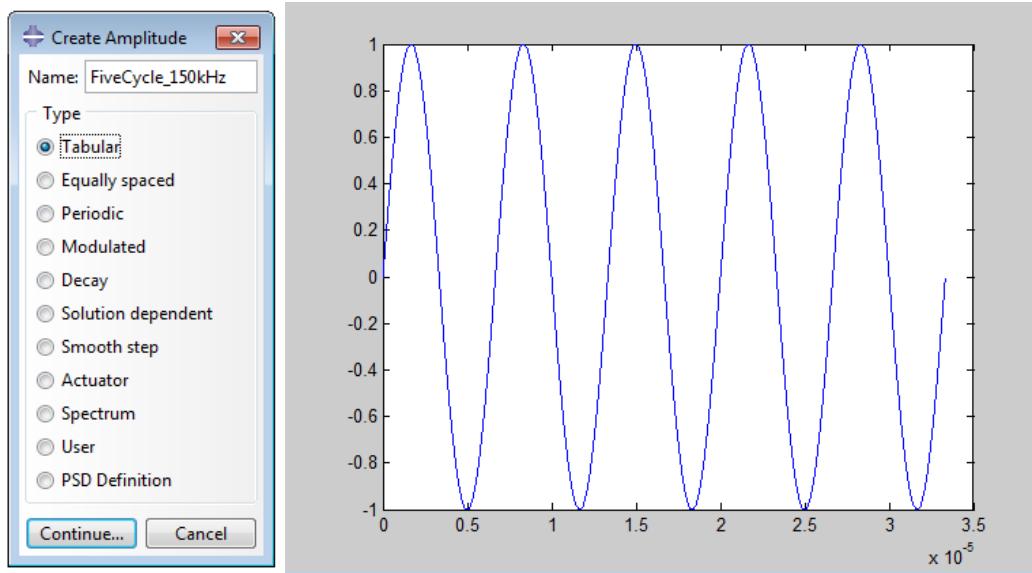 Create Amplitude
Name: FiveCycle_150kHz
Type
Tabular
Equally spaced
Periodic
Modulated
Decay
Solution dependent
Smooth step
Actuator
Spectrum
User
PSD Definition
Continue... Cancel
1
0.8
0.6
0.4
0.2
0
-0.2
-0.4
-0.6
-0.8
-1
0 0.5 1 1.5 2 2.5 3 3.5
x 10^-5